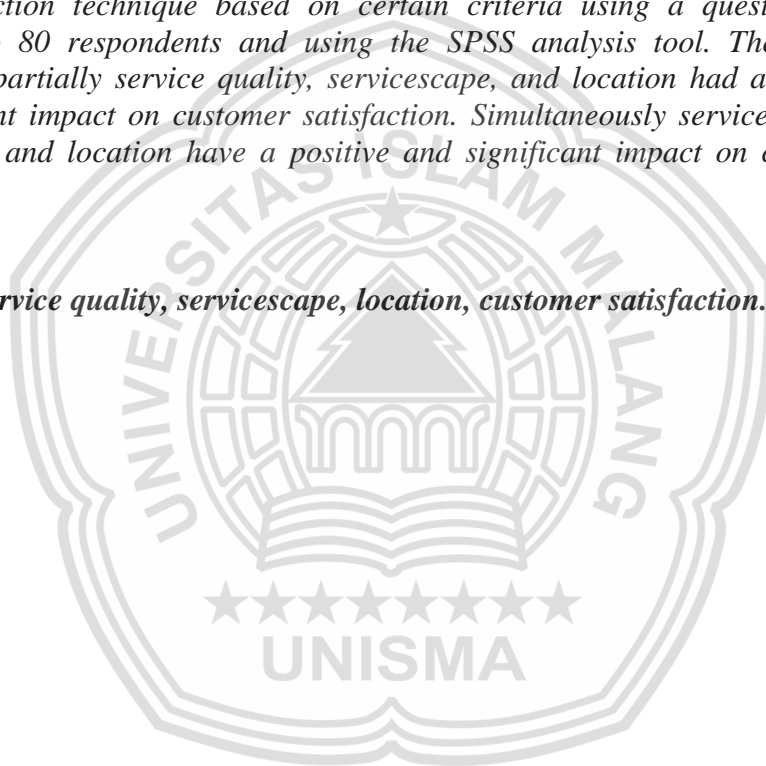 ction technique based on certain criteria using a quest
80 respondents and using the SPSS analysis tool. The
partially service quality, servicescape, and location had a
nt impact on customer satisfaction. Simultaneously service
and location have a positive and significant impact on c
rvice quality, servicescape, location, customer satisfaction.
UNIVERSITAS ISLAM MALANG
UNISMA